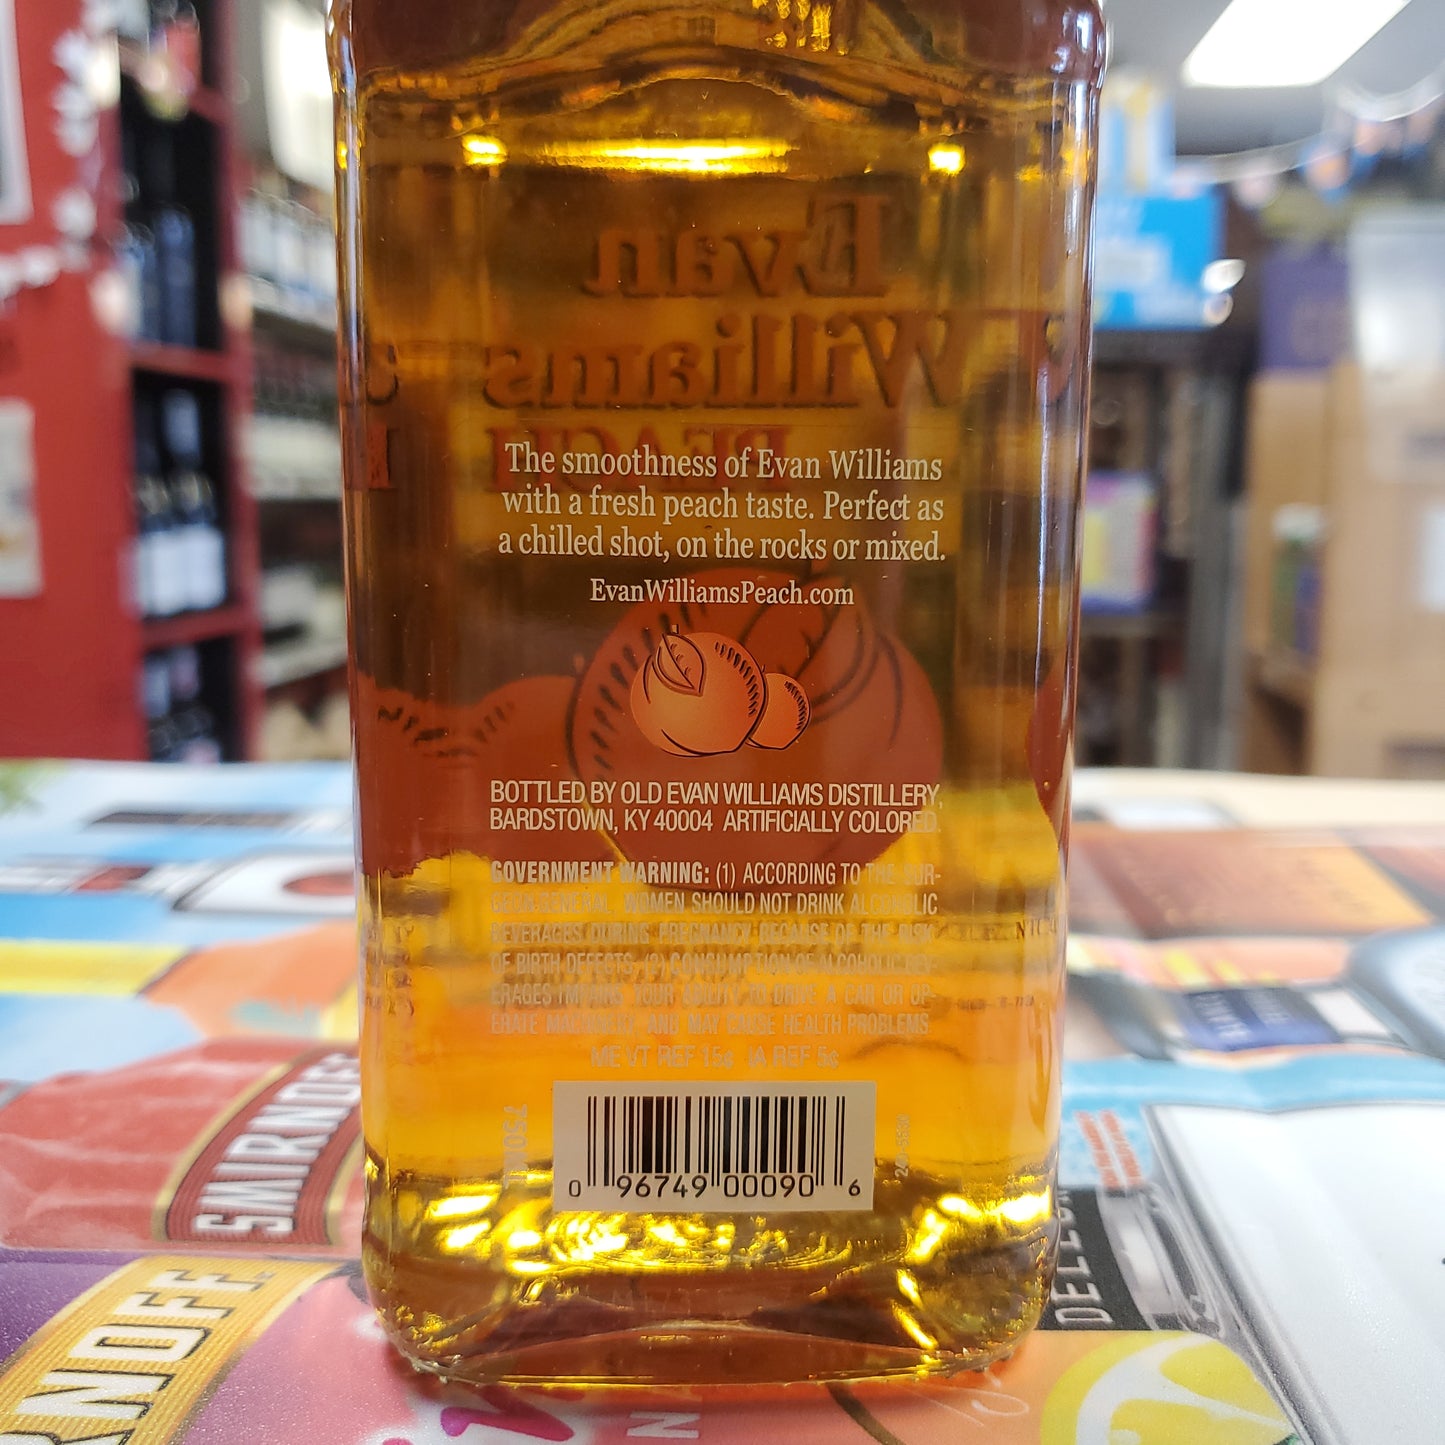 Evan
Williams
PEACH
The smoothness of Evan Williams
with a fresh peach taste. Perfect as
a chilled shot, on the rocks or mixed.
EvanWilliamsPeach.com
BOTTLED BY OLD EVAN WILLIAMS DISTILLERY,
BARDSTOWN, KY 40004 ARTIFICIALLY COLORED.
GOVERNMENT WARNING: (1) ACCORDING TO THE SUR-
GEON GENERAL, WOMEN SHOULD NOT DRINK ALCOHOLIC
BEVERAGES DURING PREGNANCY BECAUSE OF THE RISK
OF BIRTH DEFECTS. (2) CONSUMPTION OF ALCOHOLIC BEV-
ERAGES IMPAIRS YOUR ABILITY TO DRIVE A CAR OR OP-
ERATE MACHINERY, AND MAY CAUSE HEALTH PROBLEMS.
ME VT REF 15¢ IA REF 5¢
750ML
0 96749 00090 6
SMIRNOFF
RNOFF